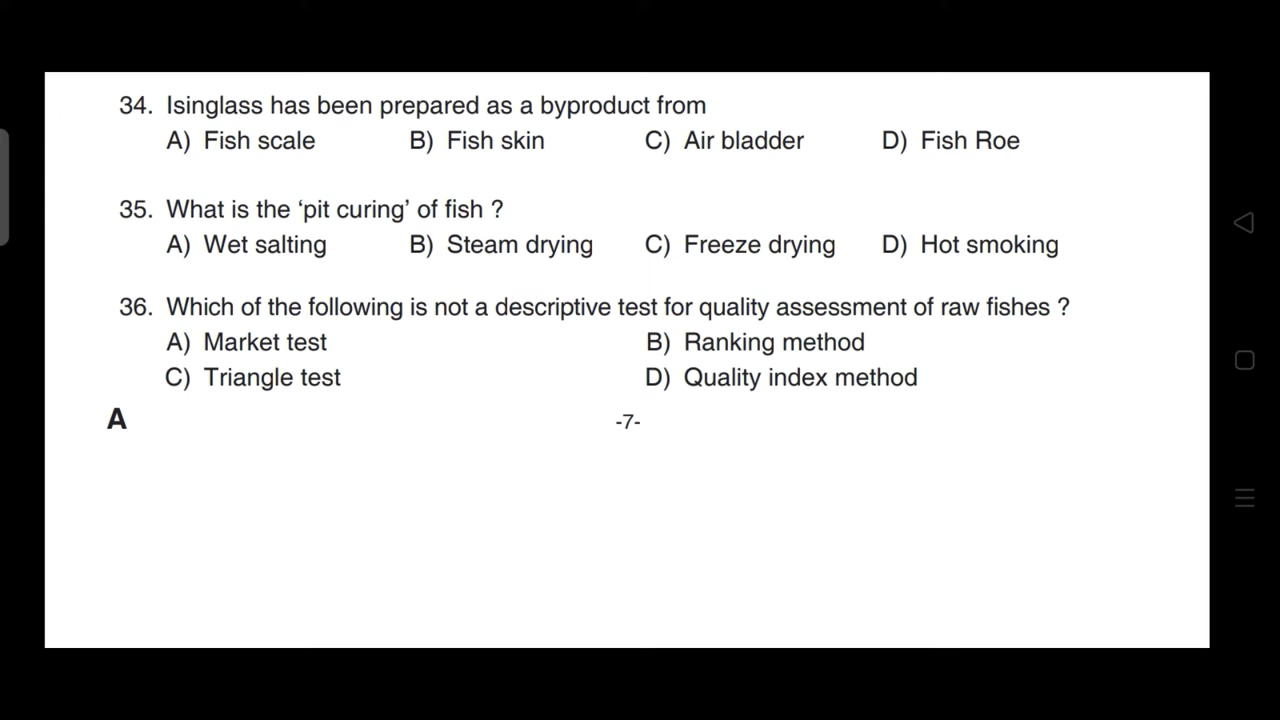 34. Isinglass has been prepared as a byproduct from
A) Fish scale B) Fish skin C) Air bladder D) Fish Roe
35. What is the ‘pit curing’ of fish ?
A) Wet salting B) Steam drying C) Freeze drying D) Hot smoking
36. Which of the following is not a descriptive test for quality assessment of raw fishes ?
A) Market test B) Ranking method
C) Triangle test D) Quality index method
A -7-